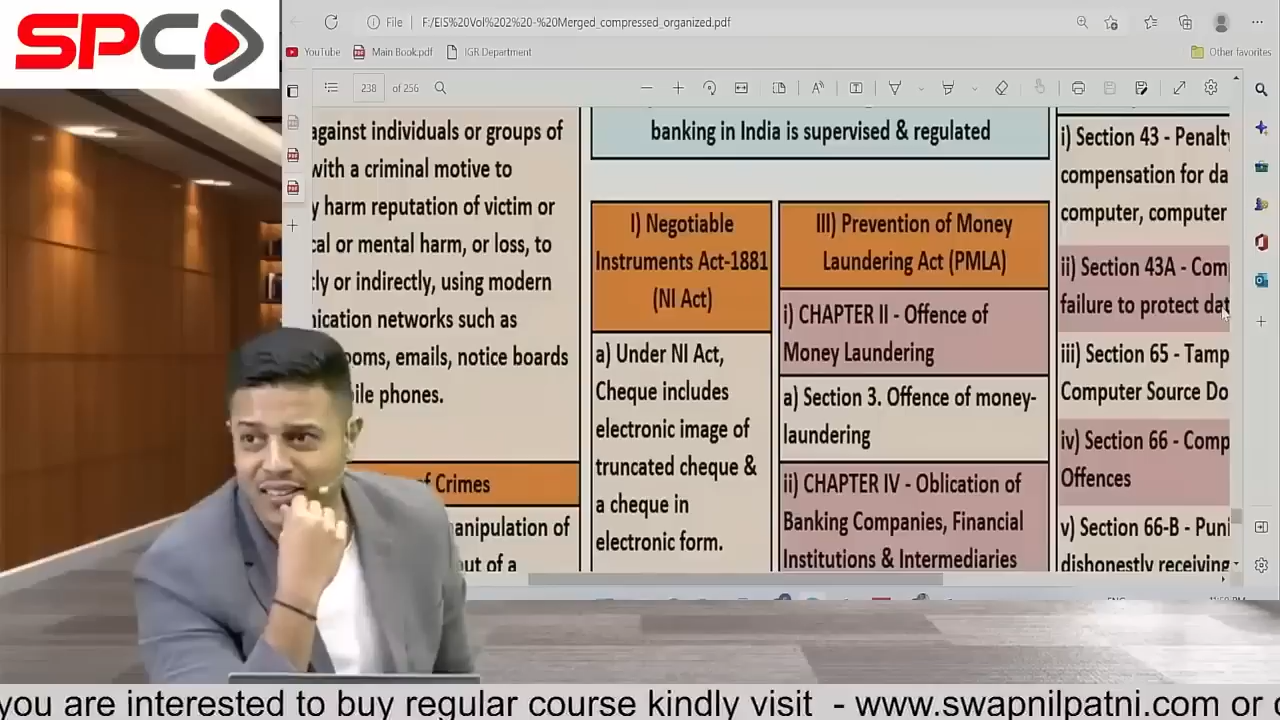 SPC
File
F:/EIS%20Vol%202%20-%20Merged_compressed_organized.pdf
YouTube
Main Book.pdf
IGR Department
Other favorites
238
of 256
against individuals or groups of
with a criminal motive to
y harm reputation of victim or
cal or mental harm, or loss, to
tly or indirectly, using modern
nication networks such as
ooms, emails, notice boards
ile phones.
of Crimes
anipulation of
out of a
banking in India is supervised & regulated
I) Negotiable
Instruments Act-1881
(NI Act)
a) Under NI Act,
Cheque includes
electronic image of
truncated cheque &
a cheque in
electronic form.
III) Prevention of Money
Laundering Act (PMLA)
i) CHAPTER II - Offence of
Money Laundering
a) Section 3. Offence of money-
laundering
ii) CHAPTER IV - Oblication of
Banking Companies, Financial
Institutions & Intermediaries
i) Section 43 - Penalty
compensation for da
computer, computer
ii) Section 43A - Com
failure to protect dat
iii) Section 65 - Tamp
Computer Source Do
iv) Section 66 - Comp
Offences
v) Section 66-B - Puni
dishonestly receiving
you are interested to buy regular course kindly visit - www.swapnilpatni.com or